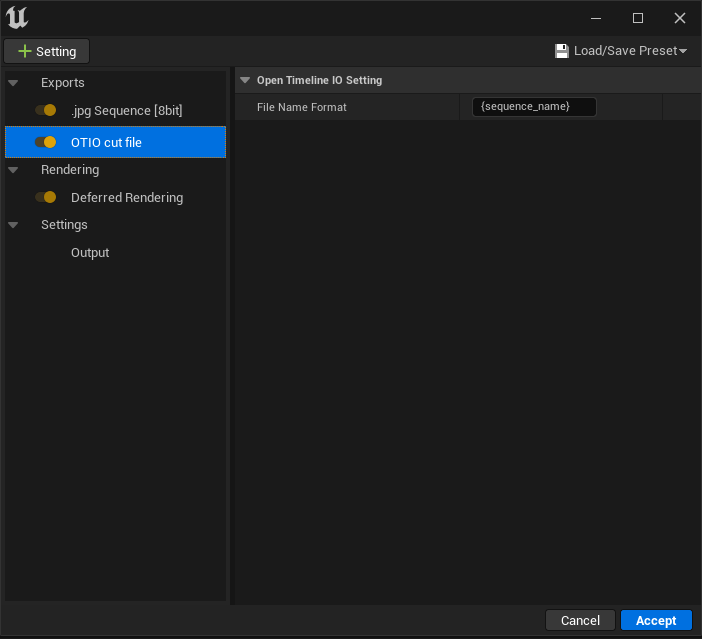 Setting
Load/Save Preset
Exports
.jpg Sequence [8bit]
OTIO cut file
Rendering
Deferred Rendering
Settings
Output
Open Timeline IO Setting
File Name Format
{sequence_name}
Cancel
Accept